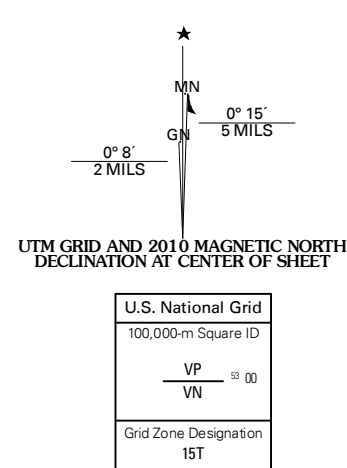 MN
0° 15´
5 MILS
GN
0° 8´
2 MILS
UTM GRID AND 2010 MAGNETIC NORTH
DECLINATION AT CENTER OF SHEET
U.S. National Grid
100,000-m Square ID
VP
53 00
VN
Grid Zone Designation
15T